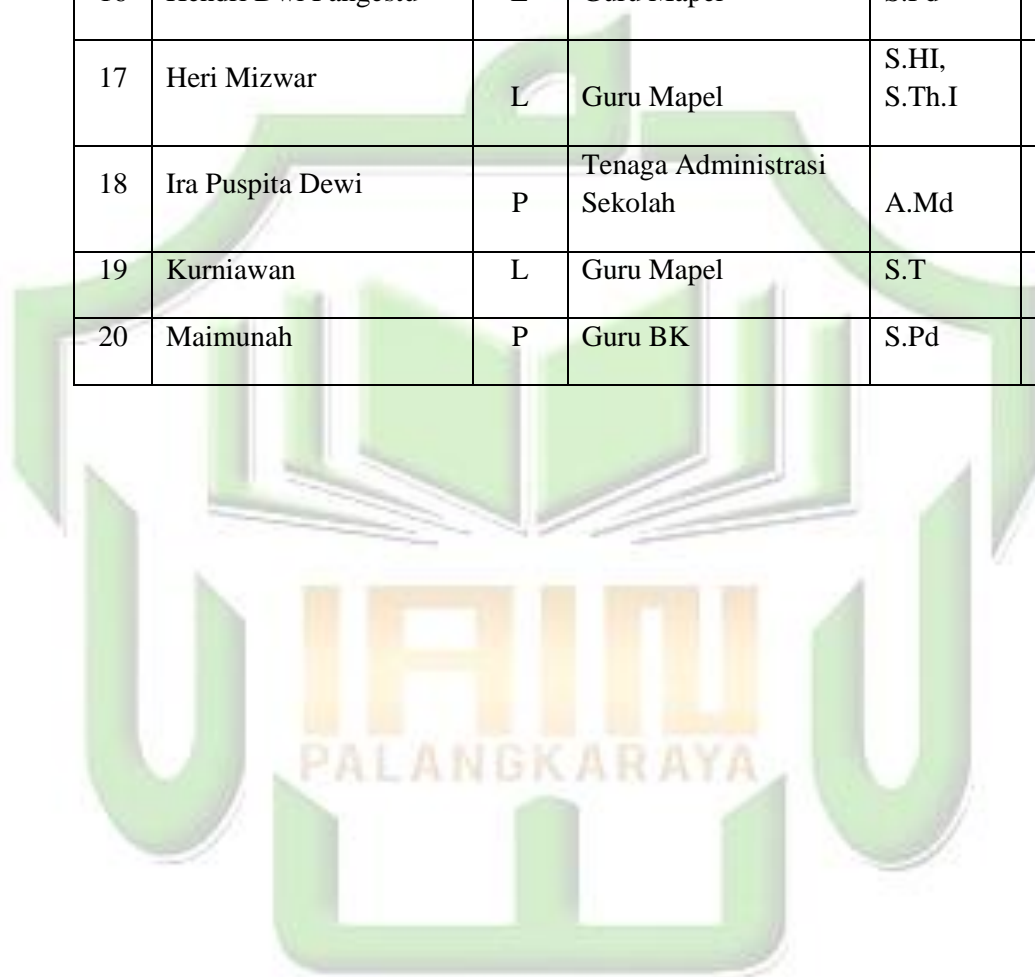 17 Heri Mizwar L Guru Mapel S.HI,
S.Th.I
18 Ira Puspita Dewi P Tenaga Administrasi
Sekolah A.Md
19 Kurniawan L Guru Mapel S.T
20 Maimunah P Guru BK S.Pd
IAIN
PALANGKARAYA